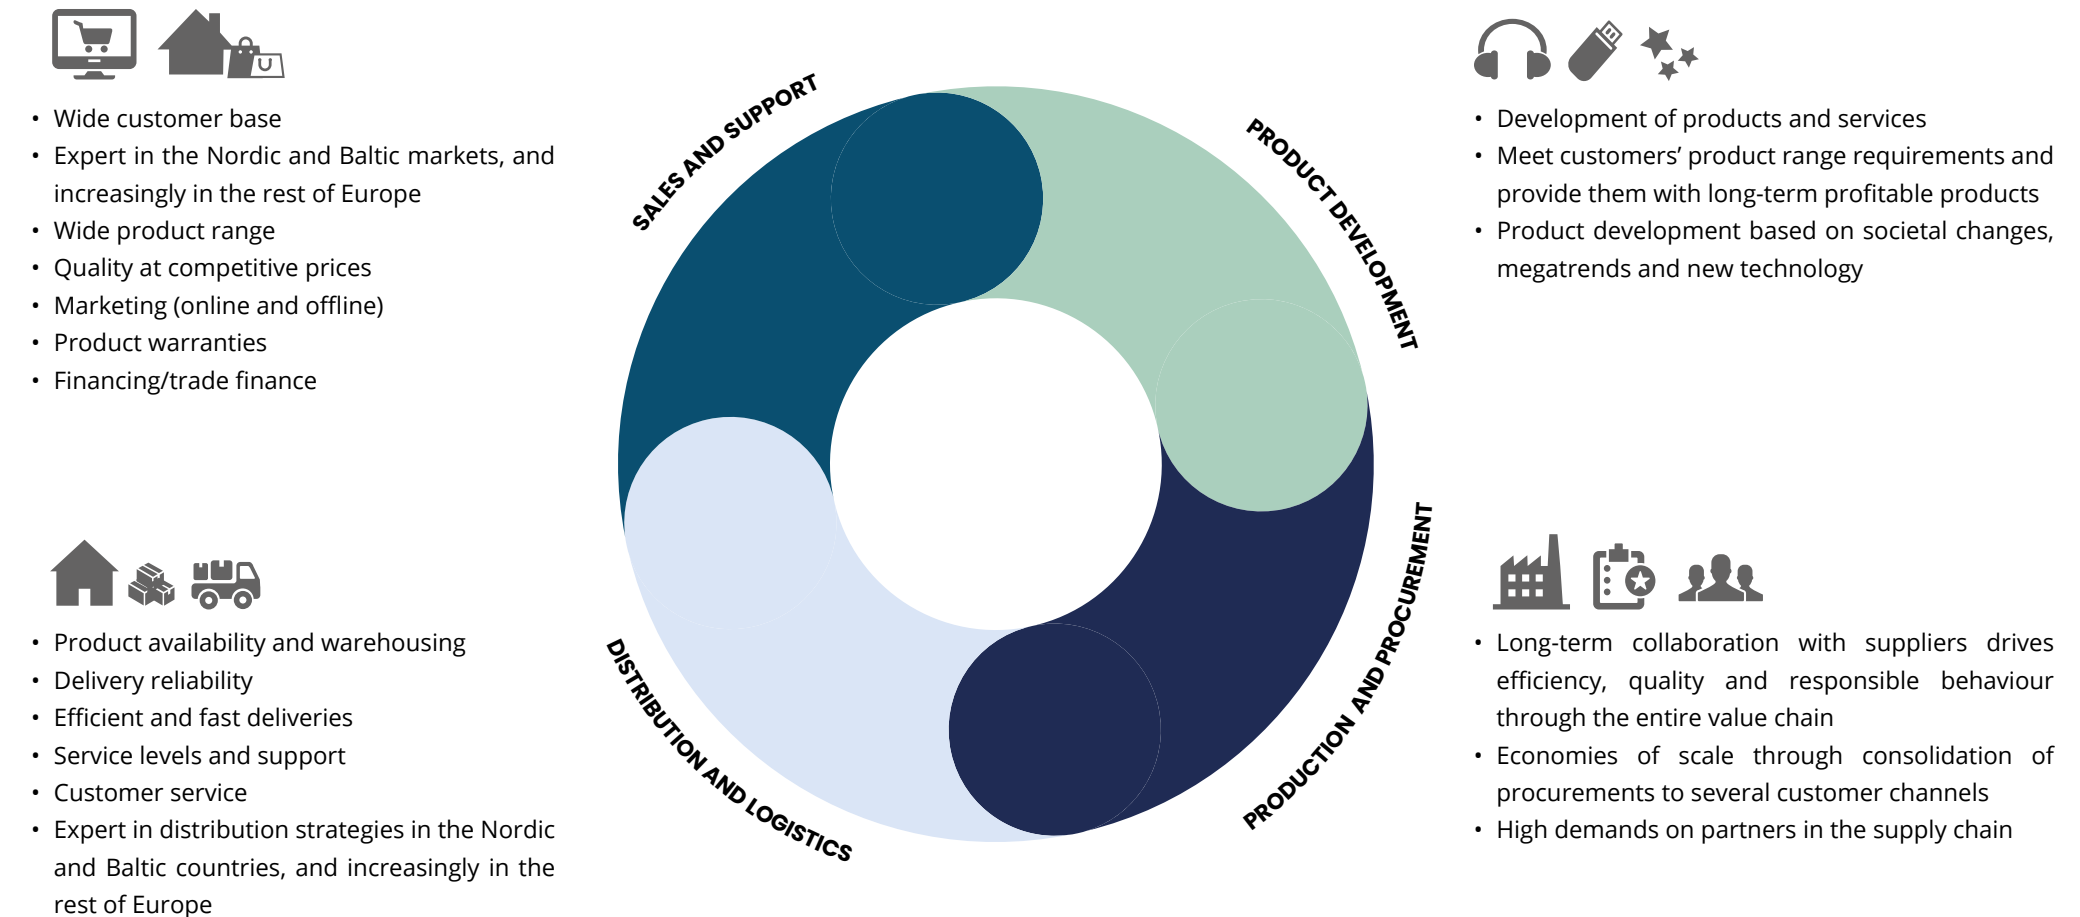 • Wide customer base
• Expert in the Nordic and Baltic markets, and
increasingly in the rest of Europe
• Wide product range
• Quality at competitive prices
• Marketing (online and offline)
• Product warranties
• Financing/trade finance
SALES AND SUPPORT
PRODUCT DEVELOPMENT
• Development of products and services
• Meet customers’ product range requirements and
provide them with long-term profitable products
• Product development based on societal changes,
megatrends and new technology
• Product availability and warehousing
• Delivery reliability
• Efficient and fast deliveries
• Service levels and support
• Customer service
• Expert in distribution strategies in the Nordic
and Baltic countries, and increasingly in the
rest of Europe
DISTRIBUTION AND LOGISTICS
PRODUCTION AND PROCUREMENT
• Long-term collaboration with suppliers drives
efficiency, quality and responsible behaviour
through the entire value chain
• Economies of scale through consolidation of
procurements to several customer channels
• High demands on partners in the supply chain